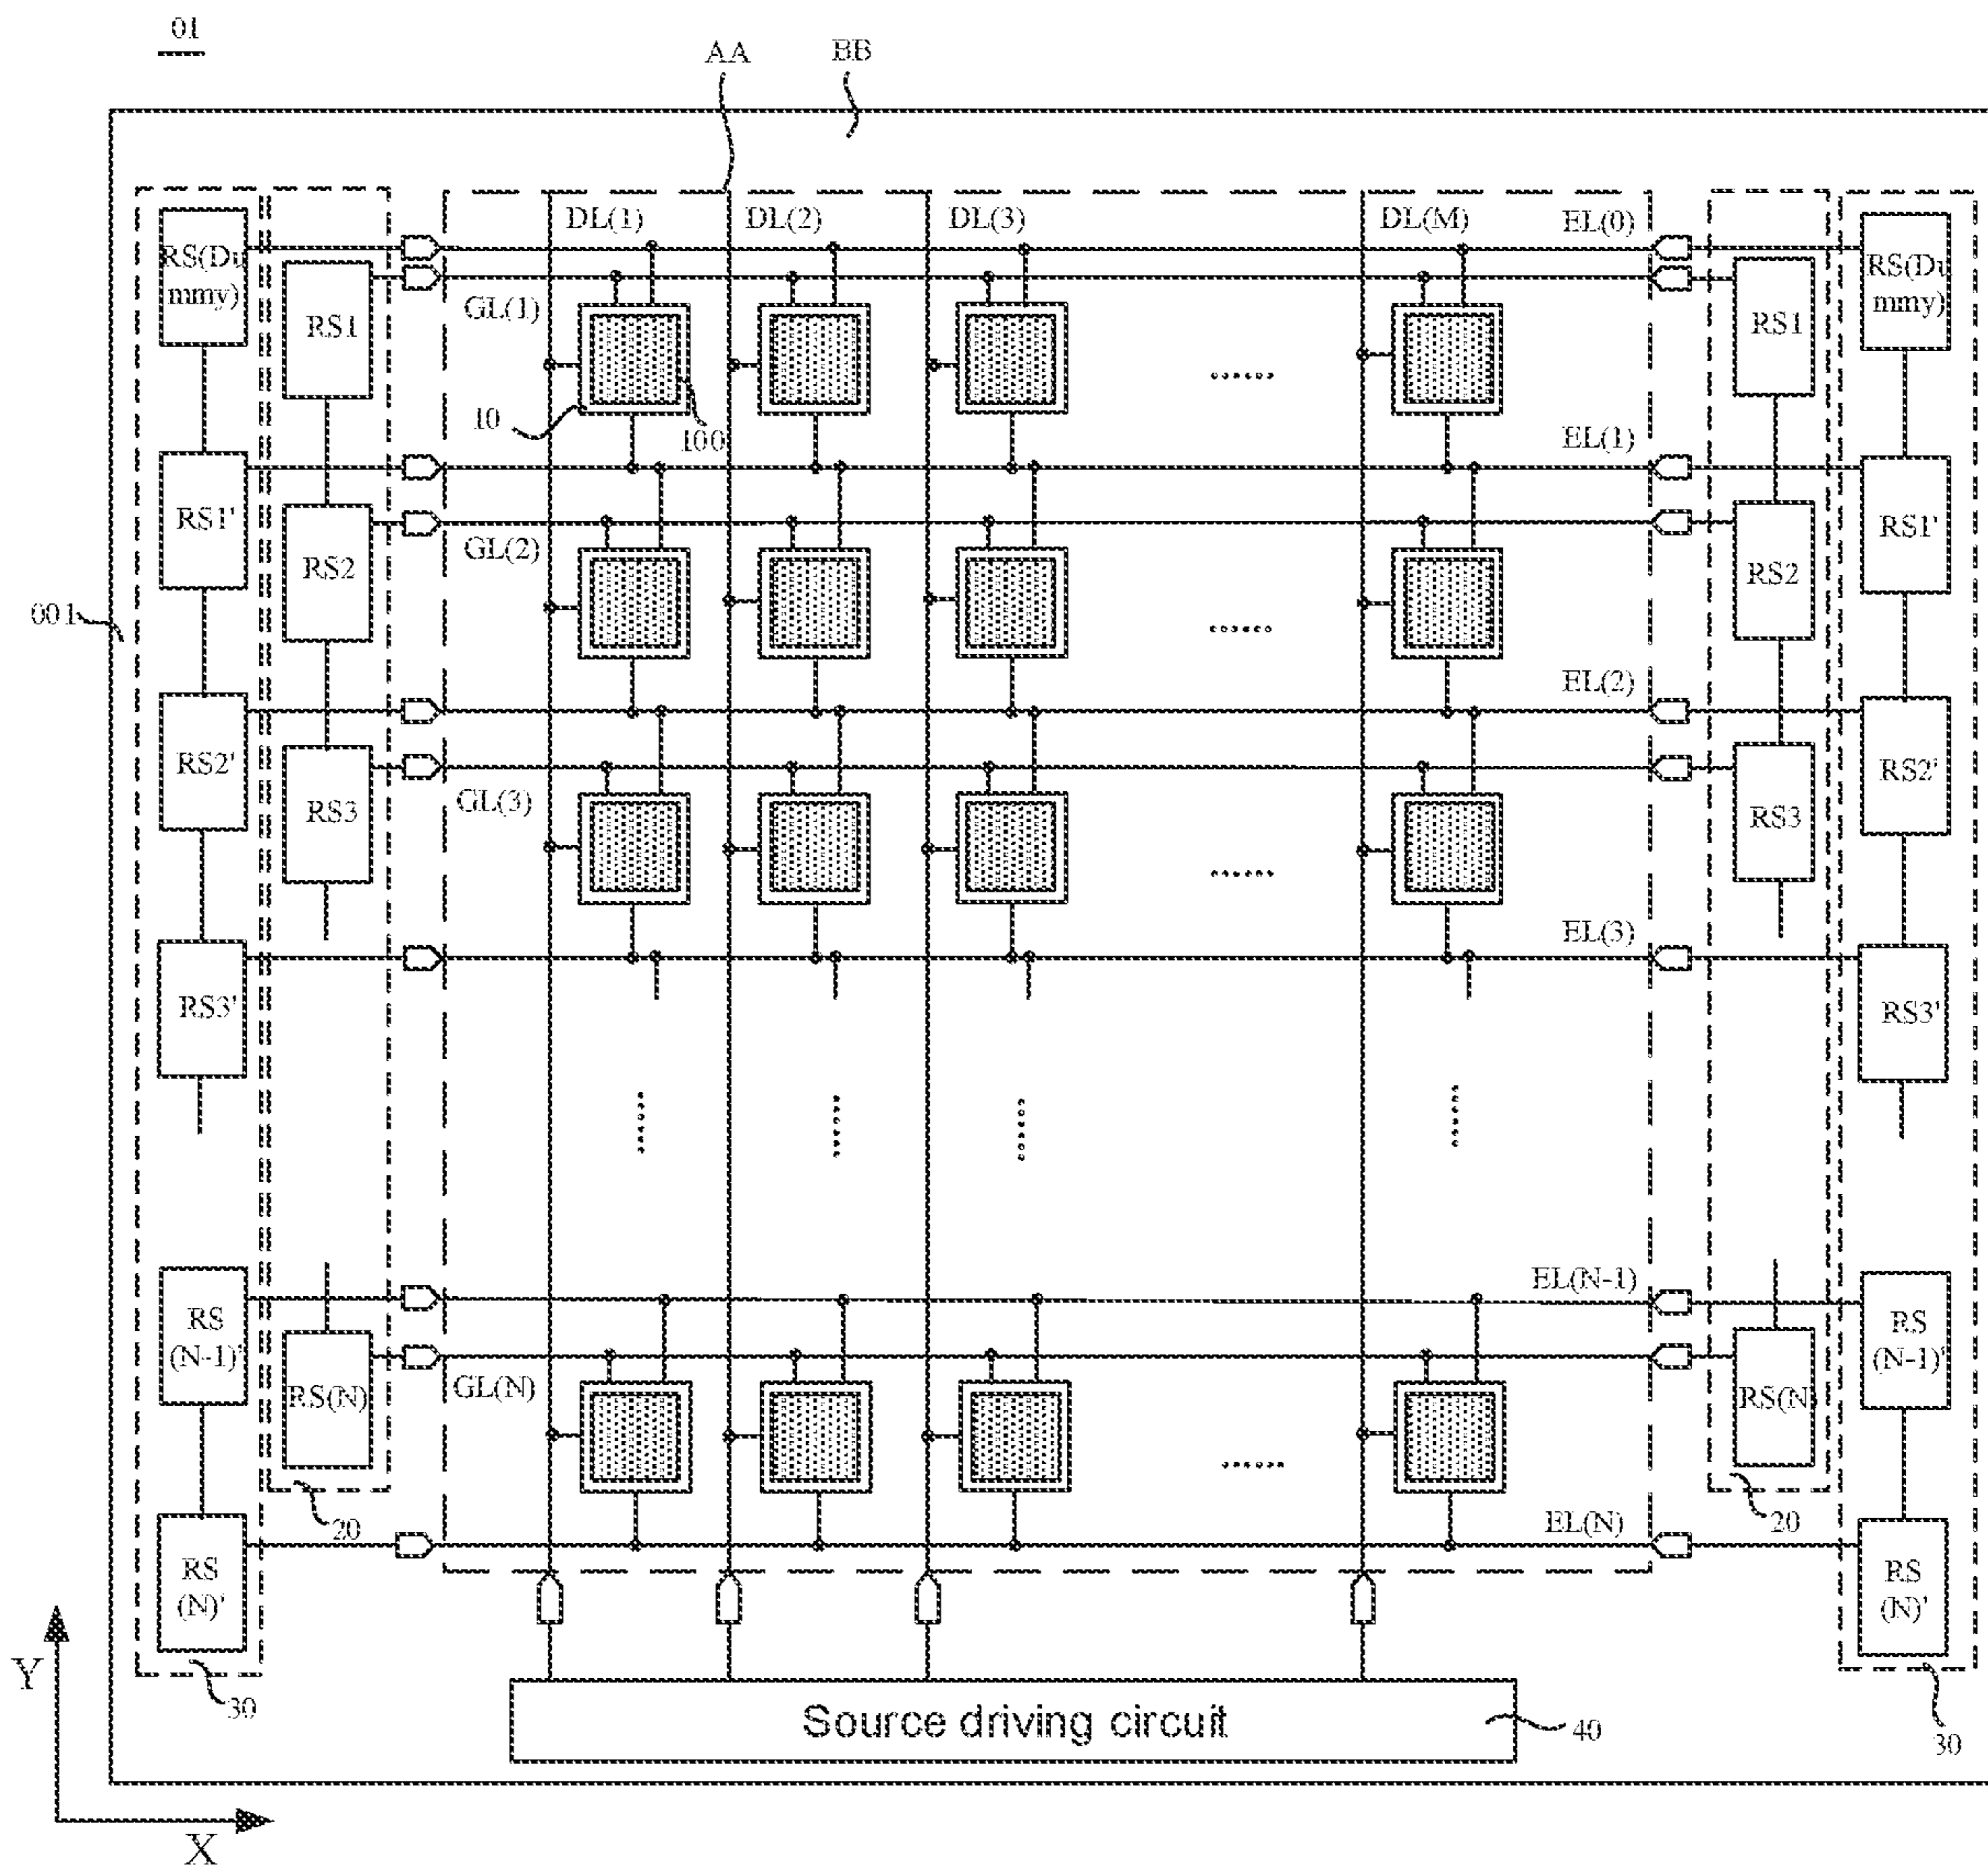 01
AA
BB
DL(1)
DL(2)
DL(3)
DL(M)
EL(0)
RS(Du
mmy)
RS(Du
mmy)
GL(1)
RS1
RS1
10
100
EL(1)
RS1'
RS1'
GL(2)
RS2
RS2
001
EL(2)
RS2'
RS2'
GL(3)
RS3
RS3
EL(3)
RS3'
RS3'
EL(N-1)
RS
(N-1)'
RS
(N-1)'
GL(N)
RS(N)
RS(N)
20
20
EL(N)
RS
(N)'
RS
(N)'
Y
30
Source driving circuit
40
30
X